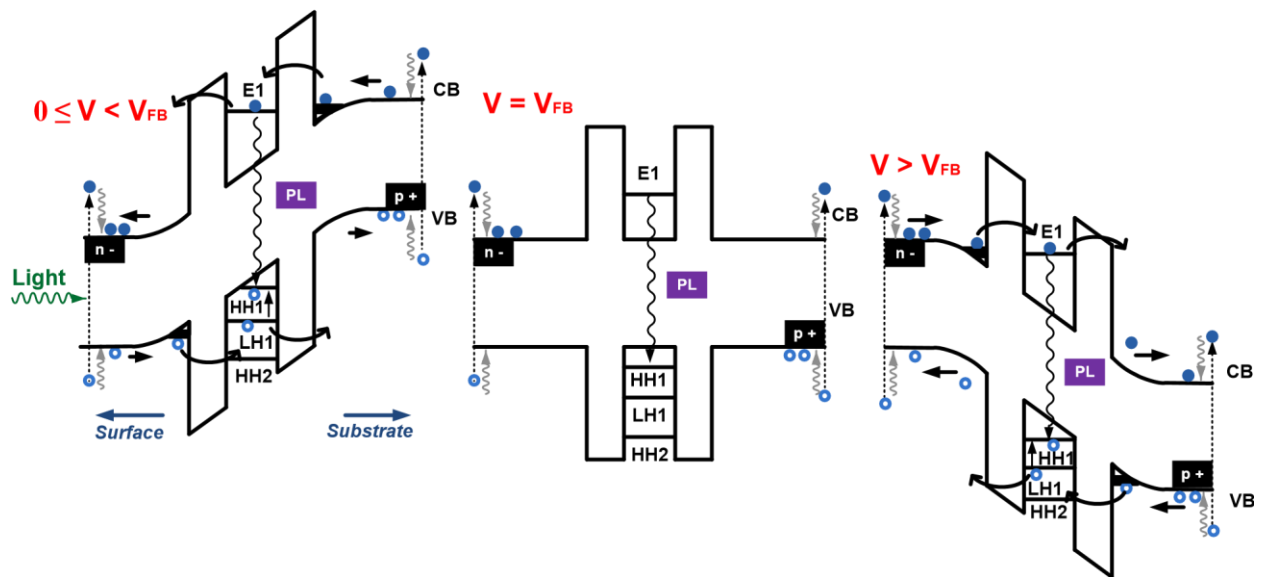 0 ≤ V < VFB
E1
CB
PL
p +
VB
n -
Light
HH1
LH1
HH2
Surface
Substrate
V = VFB
E1
CB
n -
PL
VB
p +
HH1
LH1
HH2
V > VFB
n -
E1
PL
CB
HH1
LH1
HH2
p +
VB